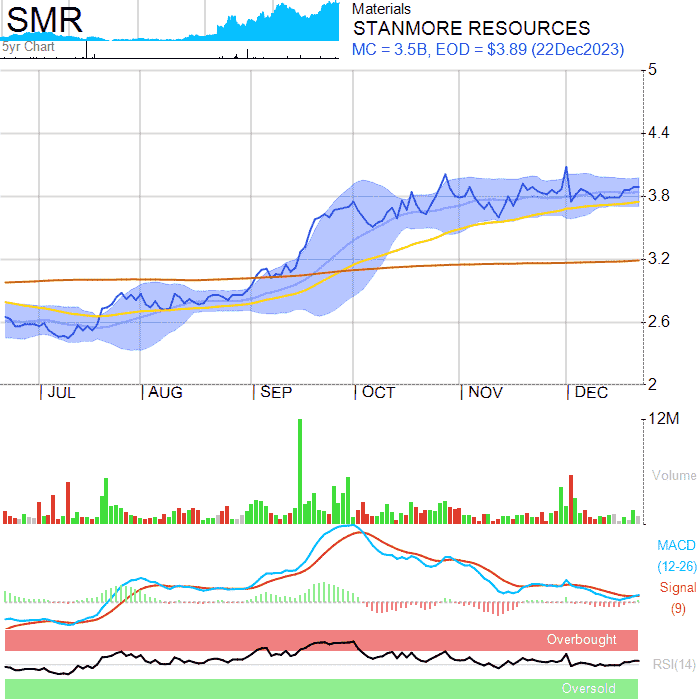 SMR
5yr Chart
Materials
STANMORE RESOURCES
MC = 3.5B, EOD = $3.89 (22Dec2023)
5
4.4
3.8
3.2
2.6
2
JUL AUG SEP OCT NOV DEC
12M
Volume
MACD
(12-26)
Signal
(9)
Overbought
RSI(14)
Oversold